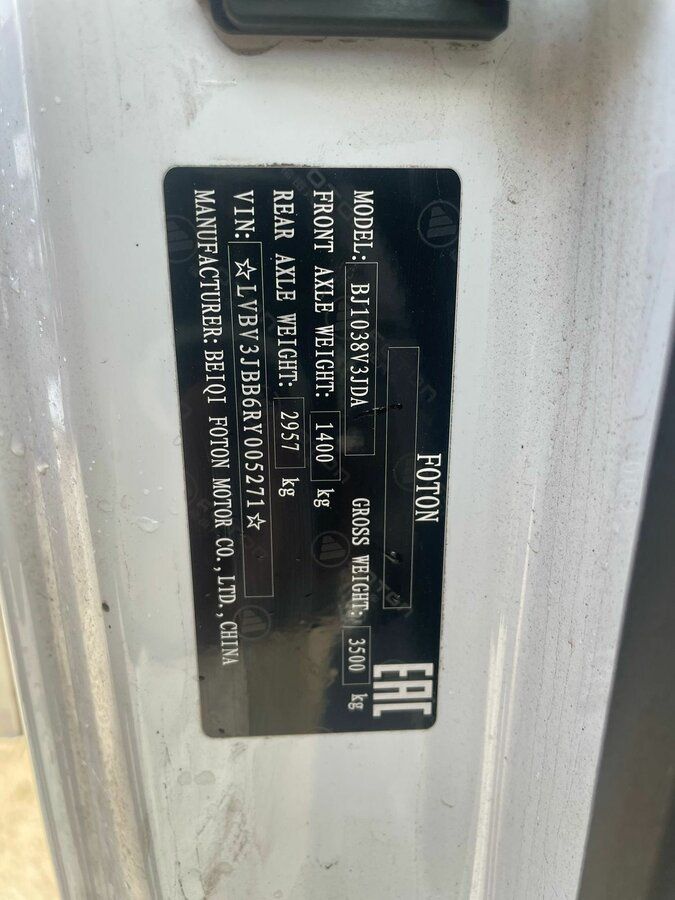 FOTON
EAC
MODEL: BJ1038V3JDA GROSS WEIGHT: 3500 kg
FRONT AXLE WEIGHT: 1400 kg
REAR AXLE WEIGHT: 2957 kg
VIN: ☆LVBV3JBB6RY005271☆
MANUFACTURER: BEIQI FOTON MOTOR CO.,LTD.,CHINA